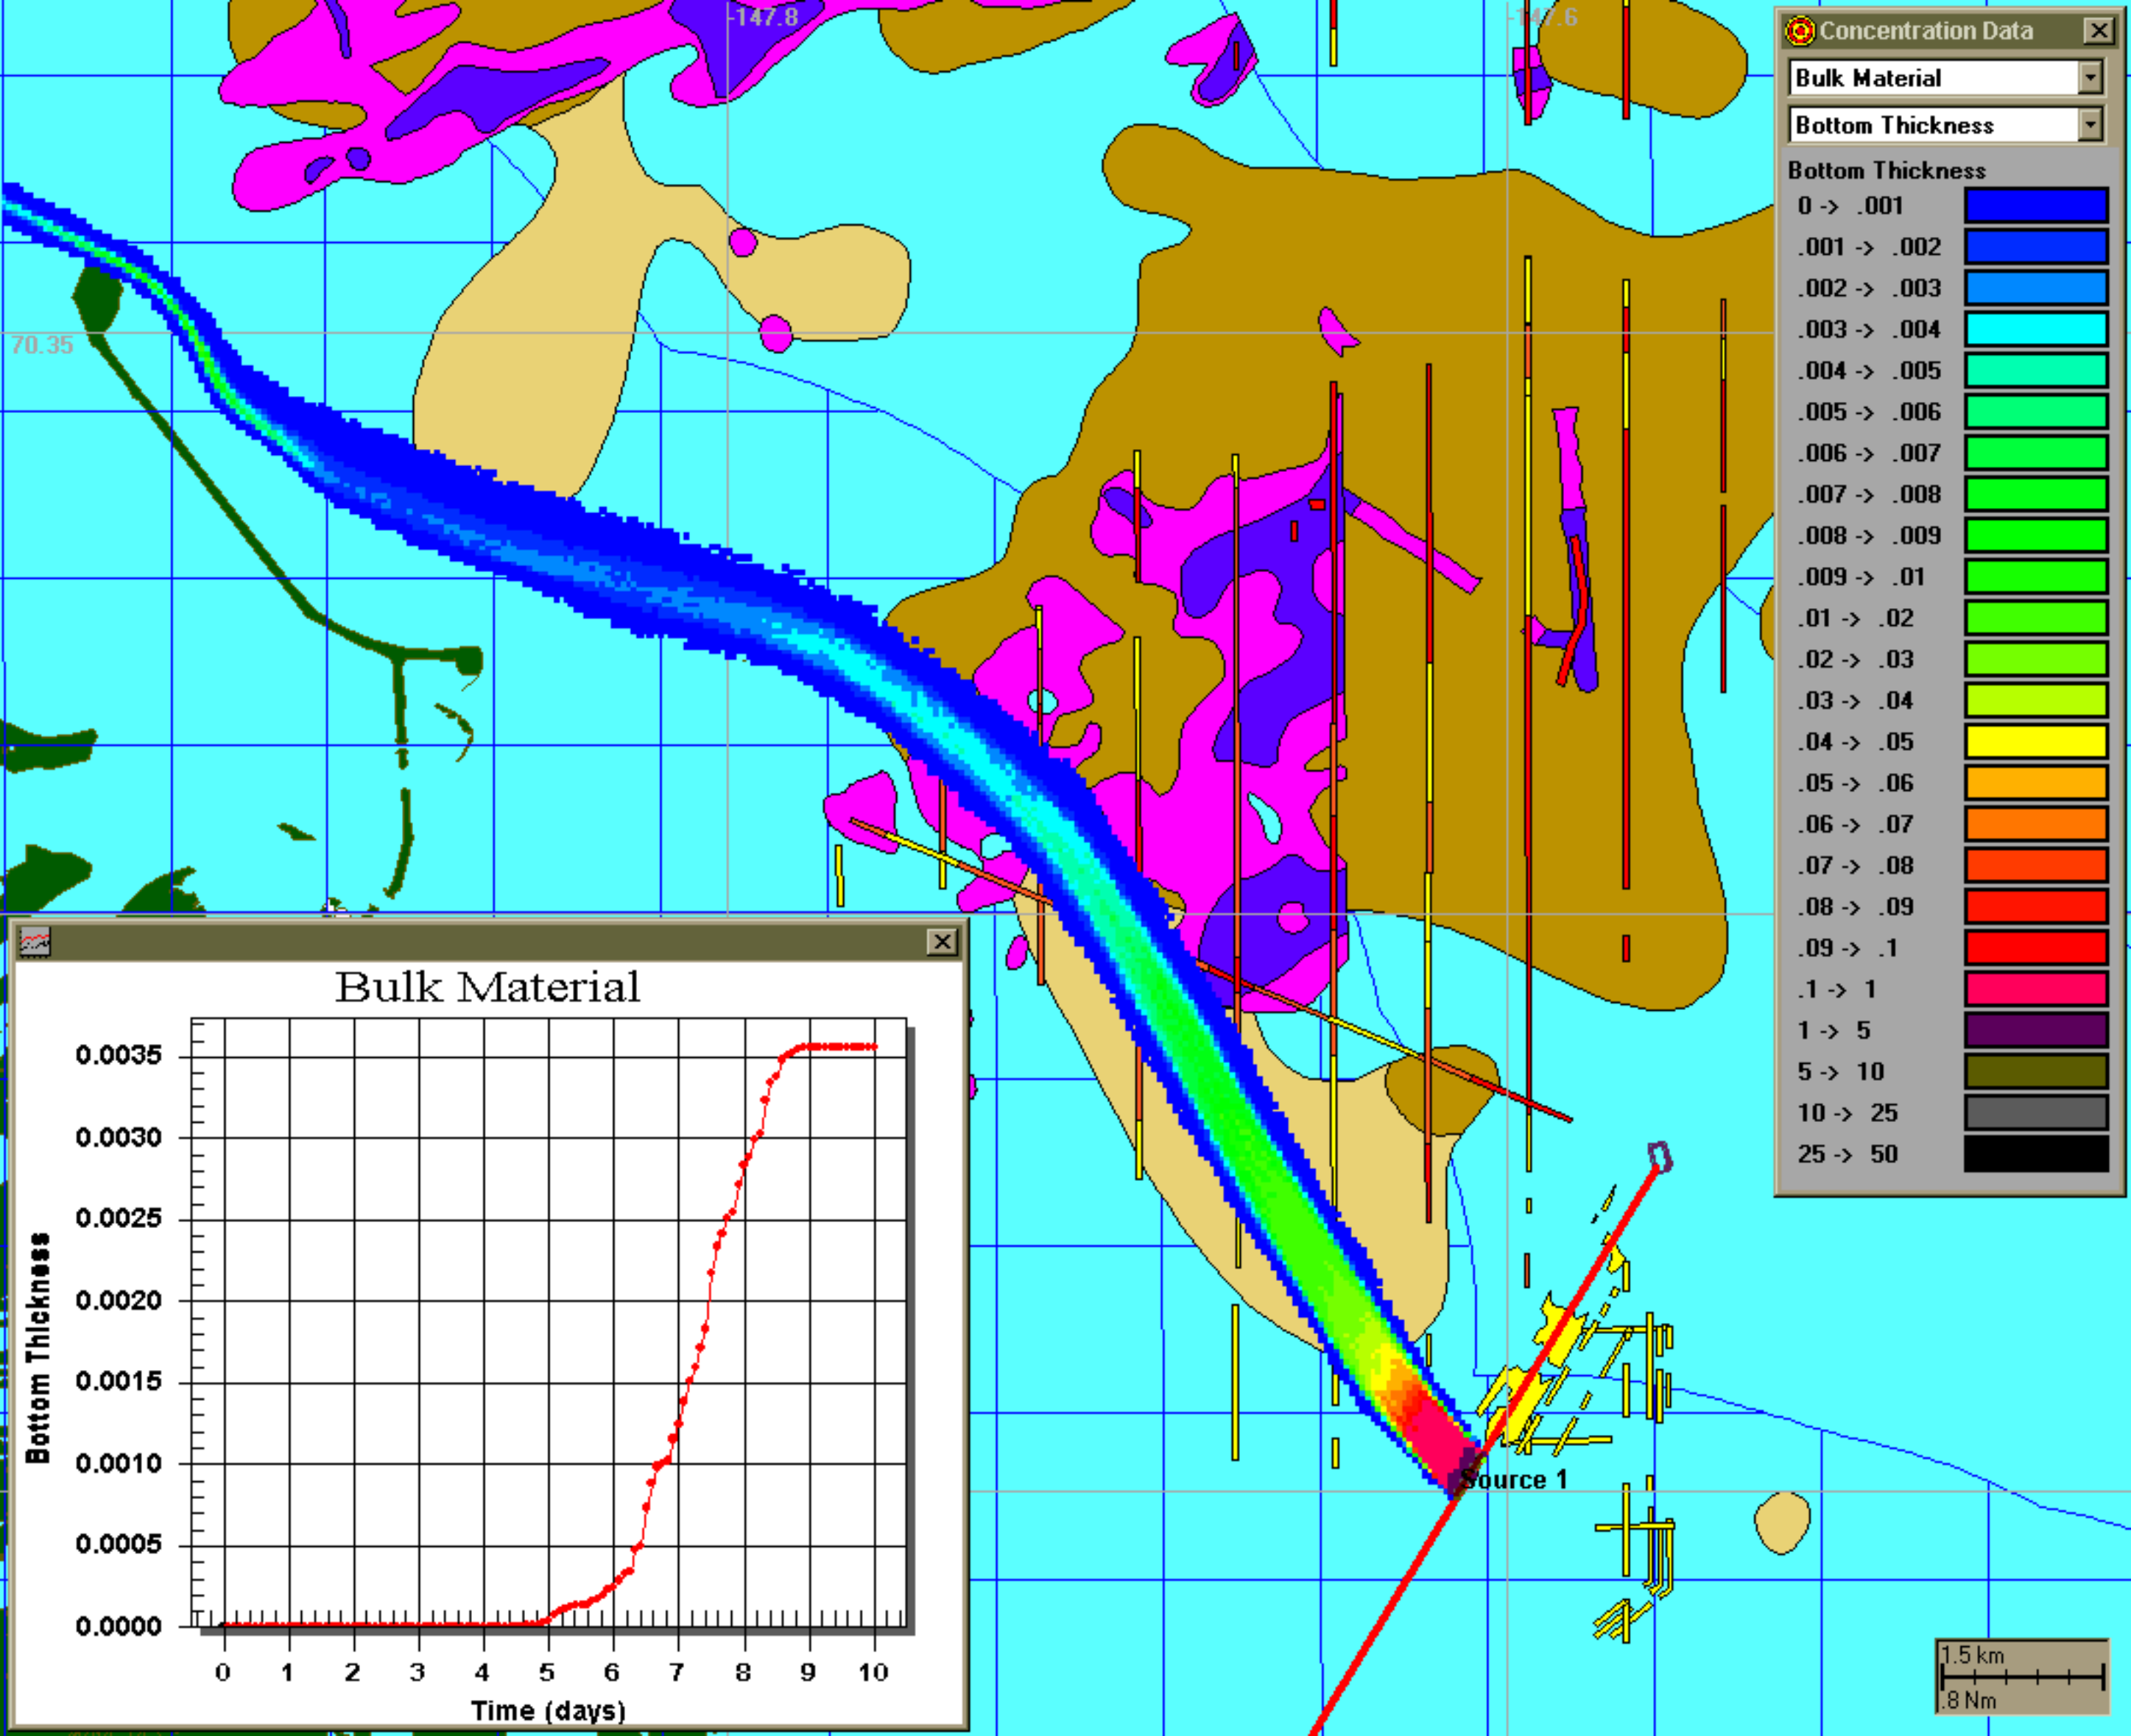 -147.8
-147.6
70.35
Concentration Data
Bulk Material
Bottom Thickness
Bottom Thickness
0 -> .001
.001 -> .002
.002 -> .003
.003 -> .004
.004 -> .005
.005 -> .006
.006 -> .007
.007 -> .008
.008 -> .009
.009 -> .01
.01 -> .02
.02 -> .03
.03 -> .04
.04 -> .05
.05 -> .06
.06 -> .07
.07 -> .08
.08 -> .09
.09 -> .1
.1 -> 1
1 -> 5
5 -> 10
10 -> 25
25 -> 50
Bulk Material
0.0035
0.0030
0.0025
0.0020
0.0015
0.0010
0.0005
0.0000
Bottom Thickness
0 1 2 3 4 5 6 7 8 9 10
Time (days)
Source 1
1.5 km
.8 Nm